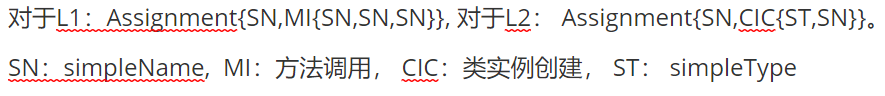 对于L1：Assignment{SN,MI{SN,SN,SN}}, 对于L2： Assignment{SN,CIC{ST,SN}}。
SN：simpleName, MI：方法调用， CIC：类实例创建， ST： simpleType